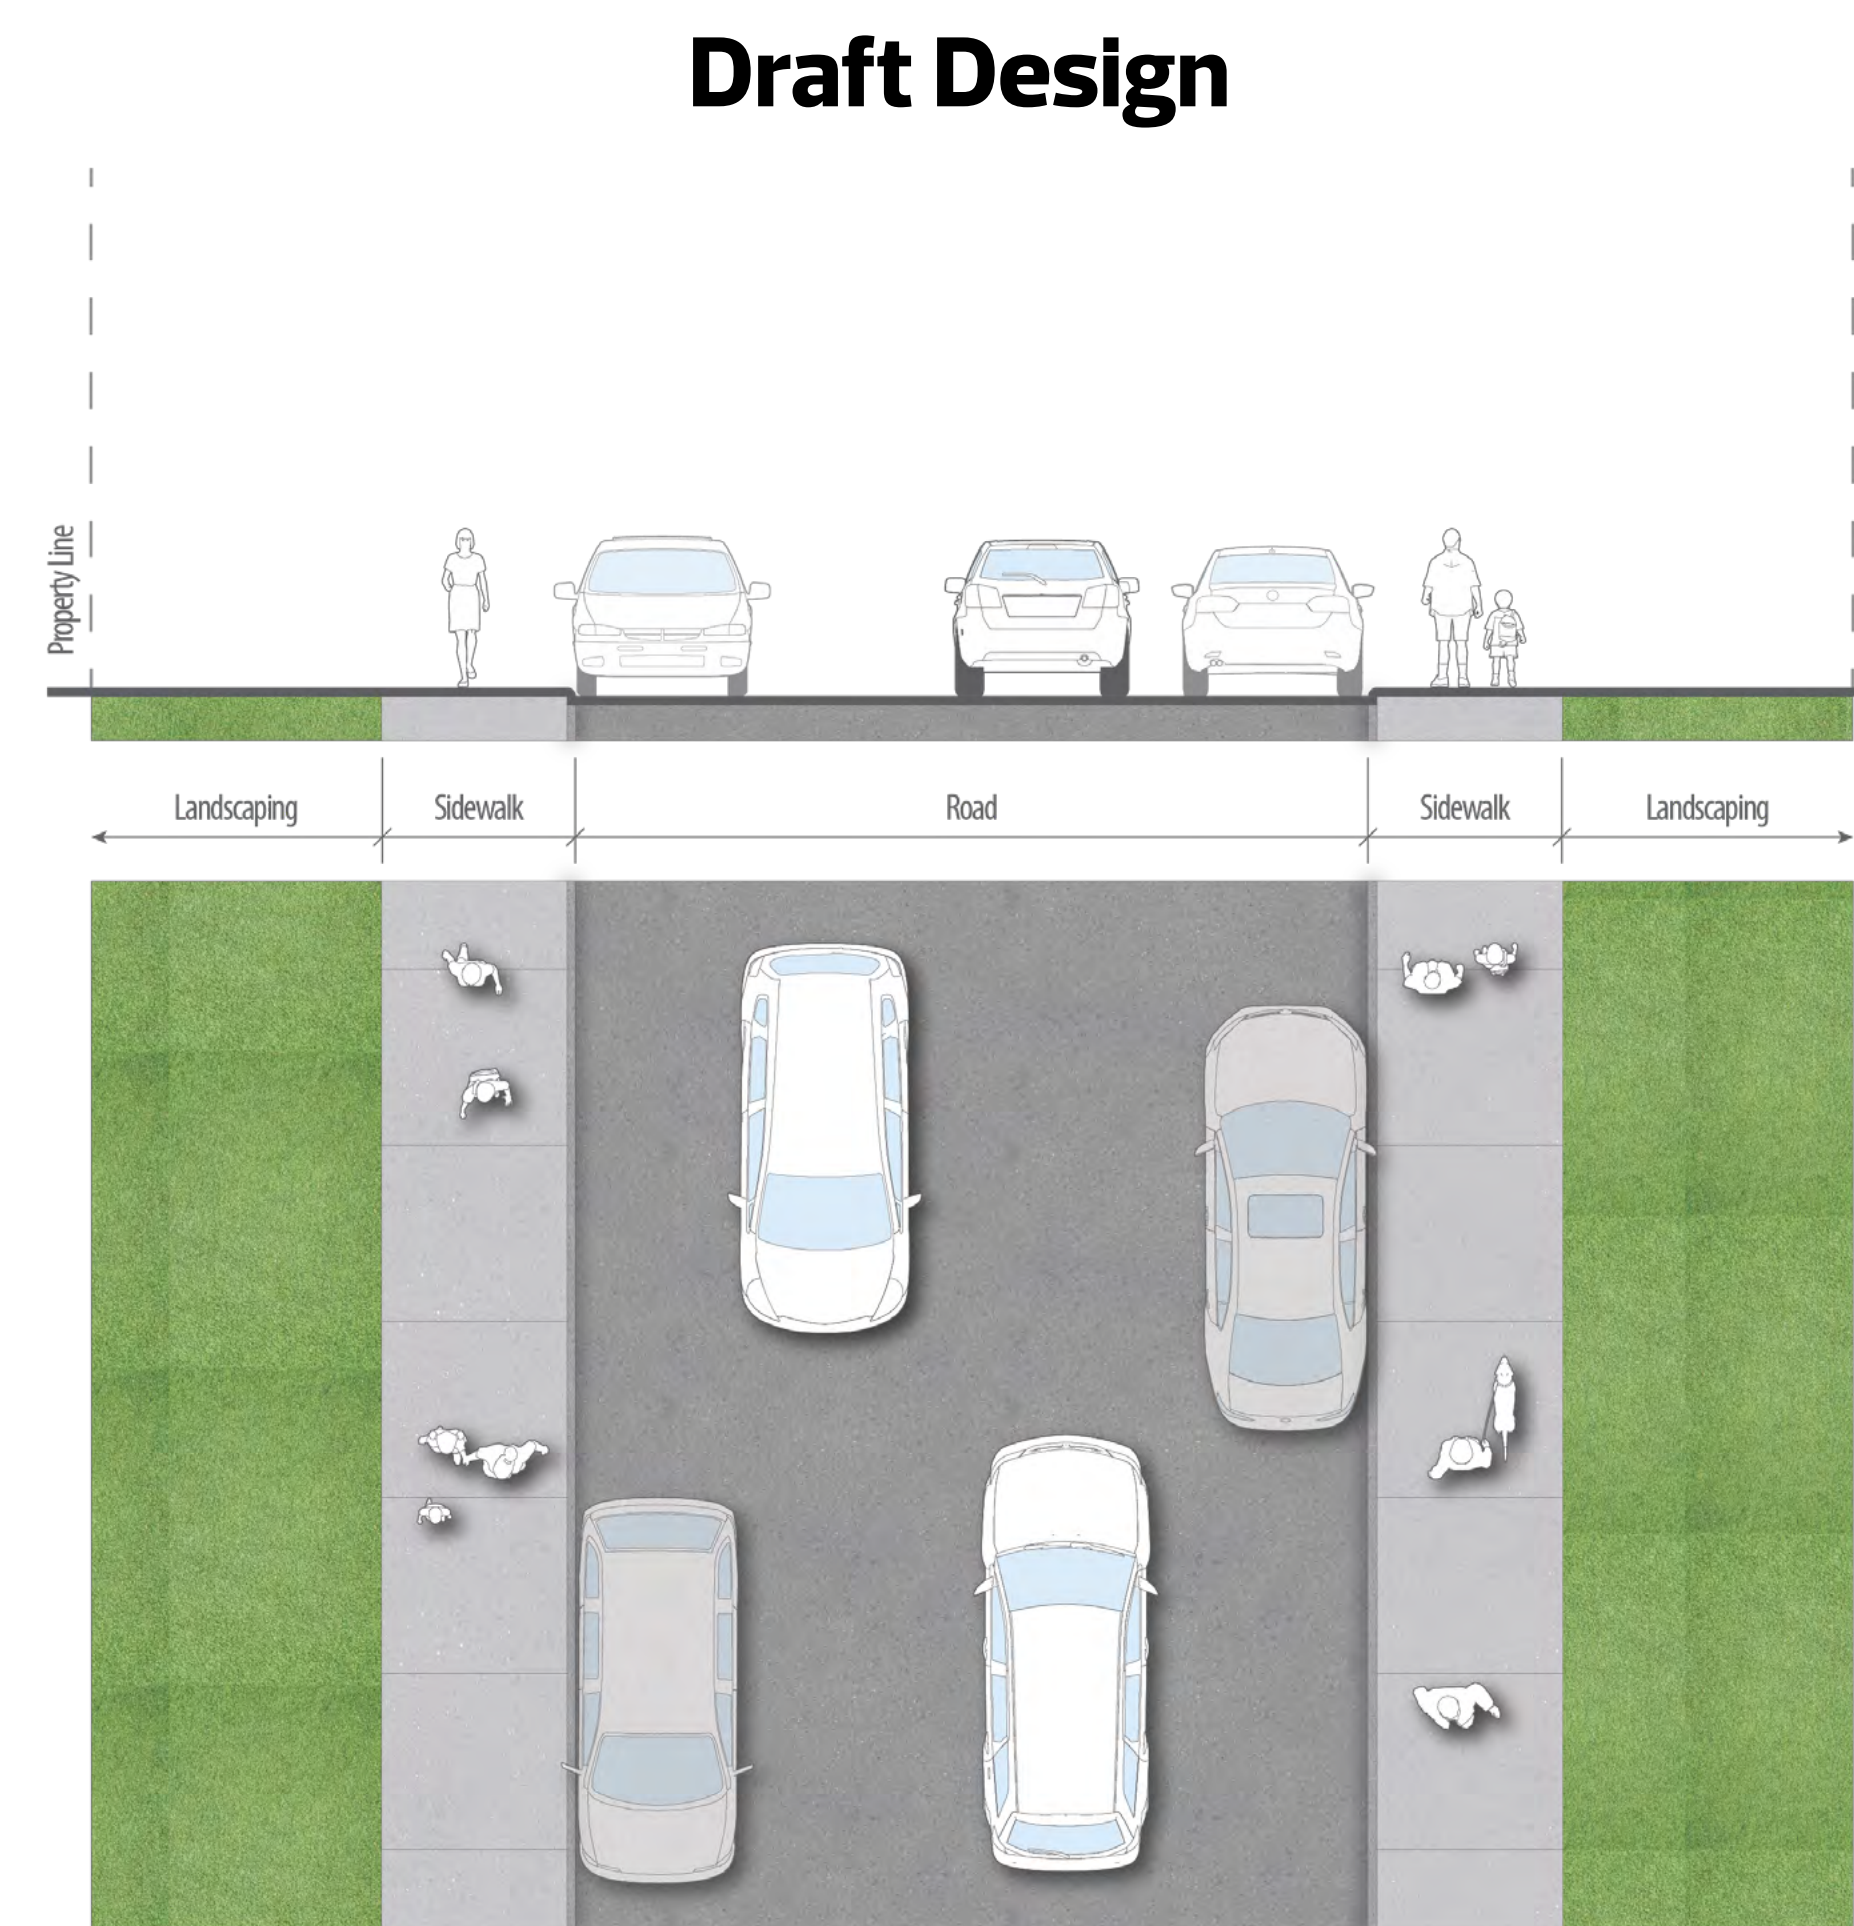 Draft Design
Property Line
Landscaping
Sidewalk
Road
Sidewalk
Landscaping